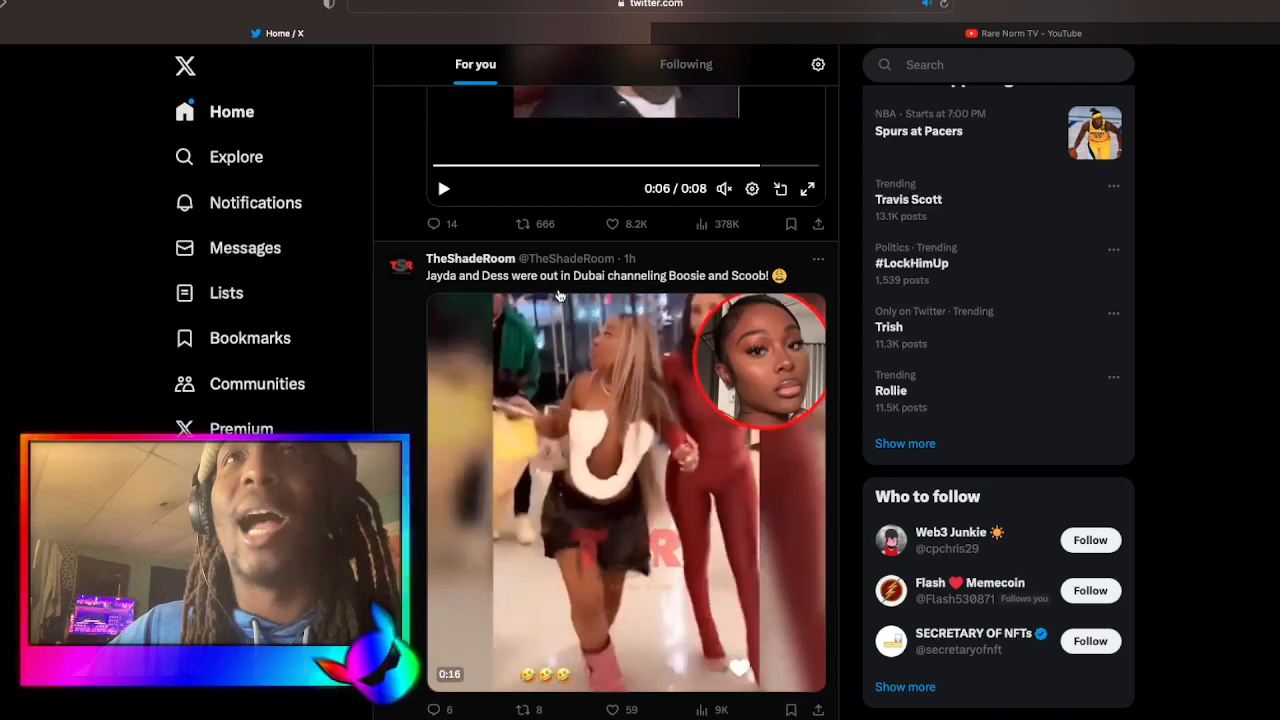 twitter.com
Home / X
Rare Norm TV - YouTube
Home
Explore
Notifications
Messages
Lists
Bookmarks
Communities
Premium
For you
Following
0:06 / 0:08
14
666
8.2K
378K
TSR
TheShadeRoom @TheShadeRoom · 1h
Jayda and Dess were out in Dubai channeling Boosie and Scoob! 😩
TSR
0:16
🤣🤣🤣
6
8
59
9K
Search
NBA · Starts at 7:00 PM
Spurs at Pacers
Trending
Travis Scott
13.1K posts
Politics · Trending
#LockHimUp
1,539 posts
Only on Twitter · Trending
Trish
11.3K posts
Trending
Rollie
11.5K posts
Show more
Who to follow
Web3 Junkie ☀️
@cpchris29
Follow
Flash ❤️ Memecoin
@Flash530871 Follows you
Follow
SECRETARY OF NFTs
@secretaryofnft
Follow
Show more